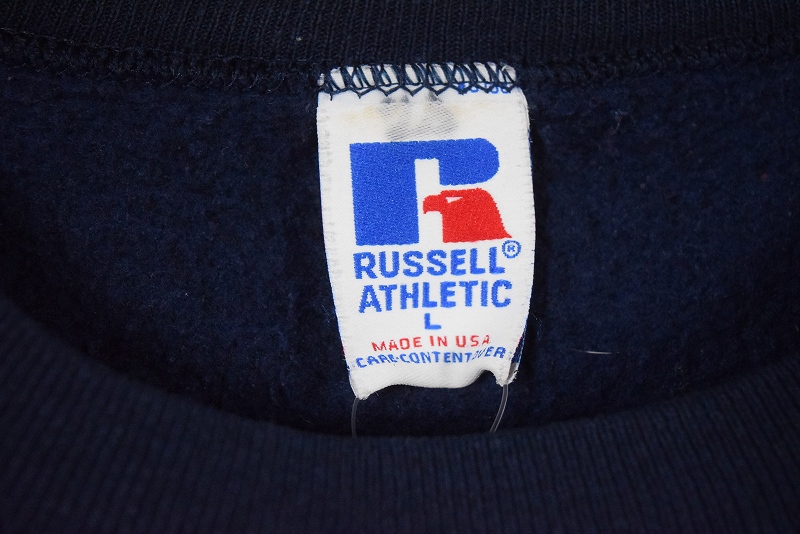 RUSSELL®
ATHLETIC
L
MADE IN USA
CARE·CONTENT OVER